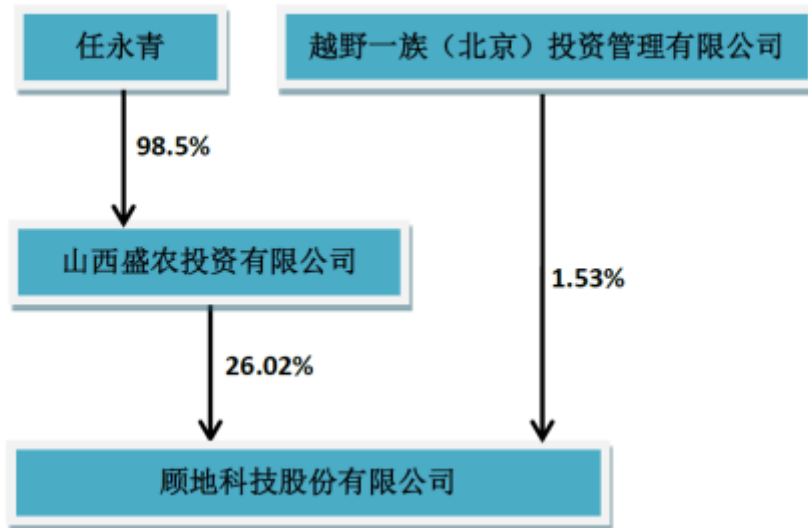 任永青
越野一族（北京）投资管理有限公司
98.5%
山西盛农投资有限公司
1.53%
26.02%
顾地科技股份有限公司